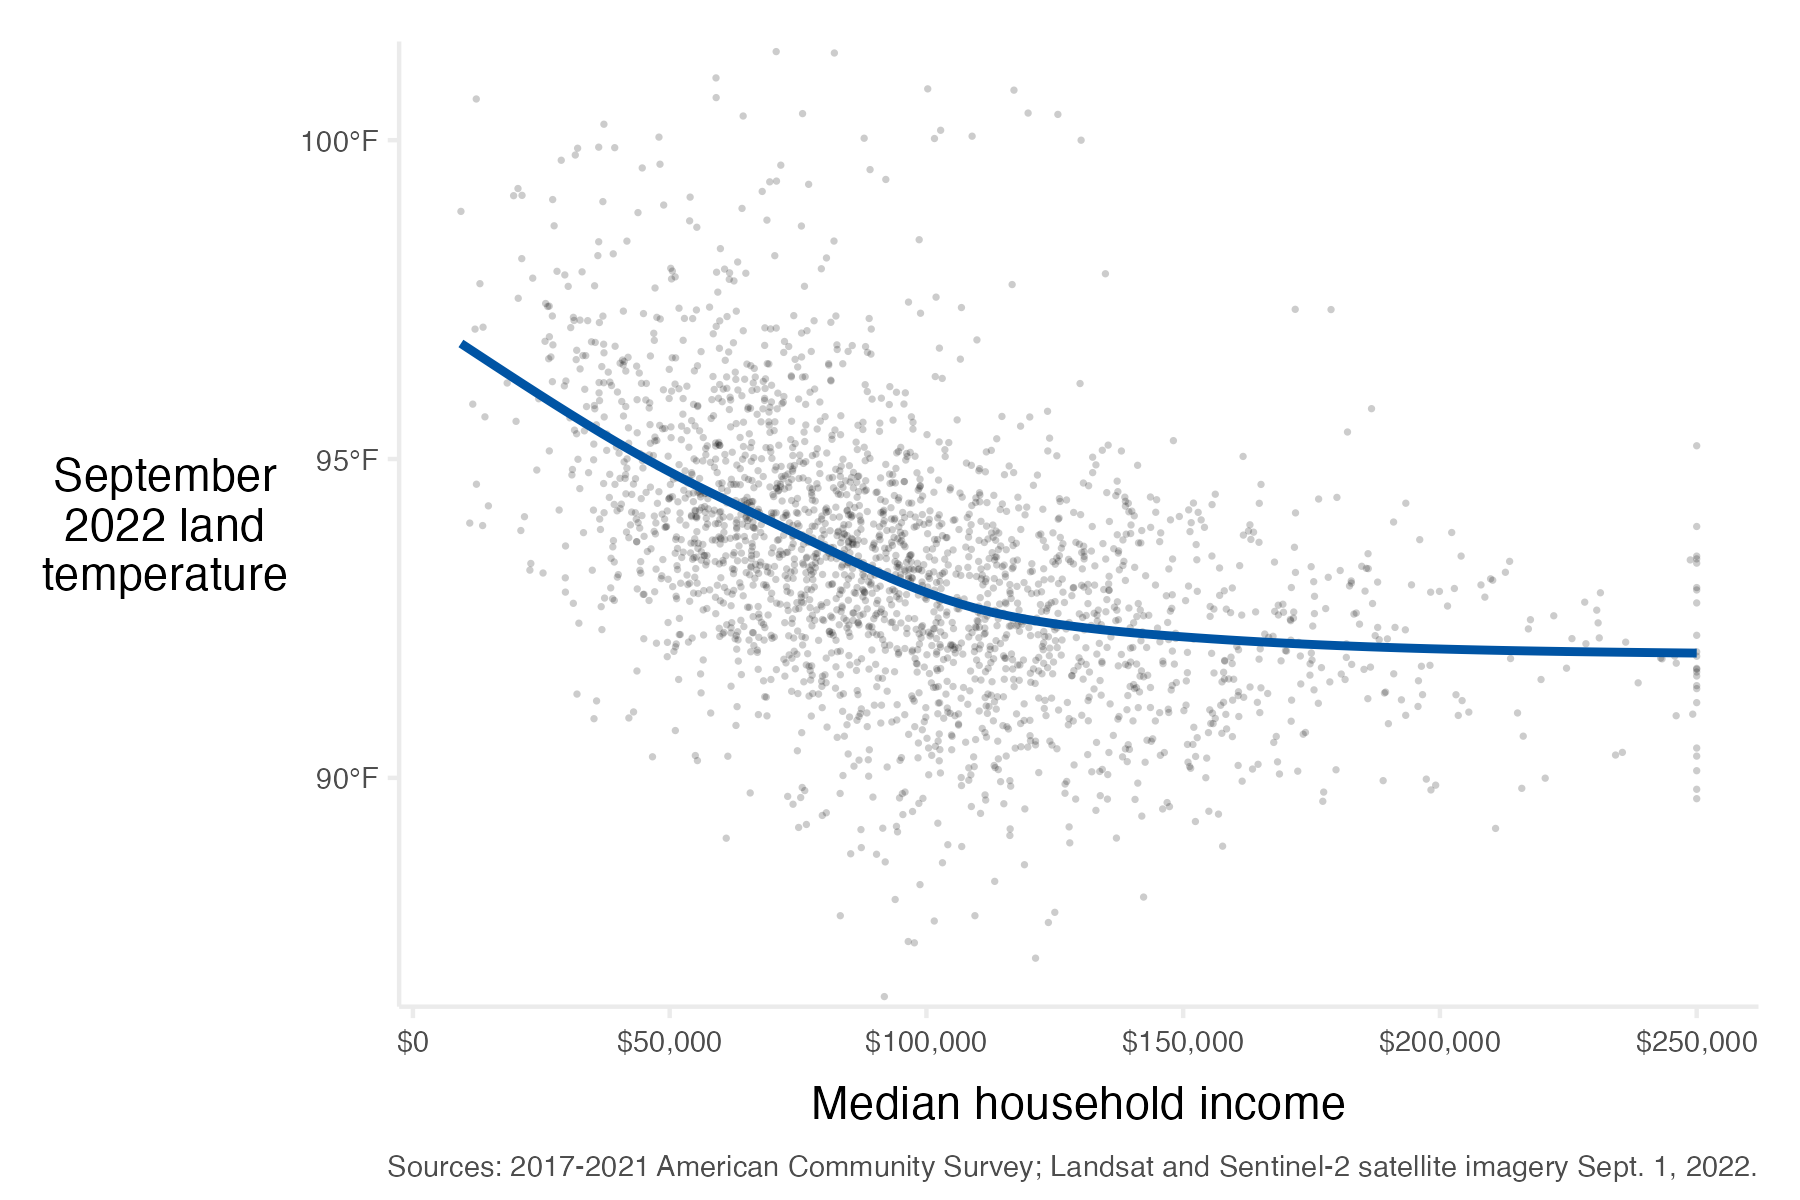 100°F
95°F
90°F
September
2022 land
temperature
$0
$50,000
$100,000
$150,000
$200,000
$250,000
Median household income
Sources: 2017-2021 American Community Survey; Landsat and Sentinel-2 satellite imagery Sept. 1, 2022.